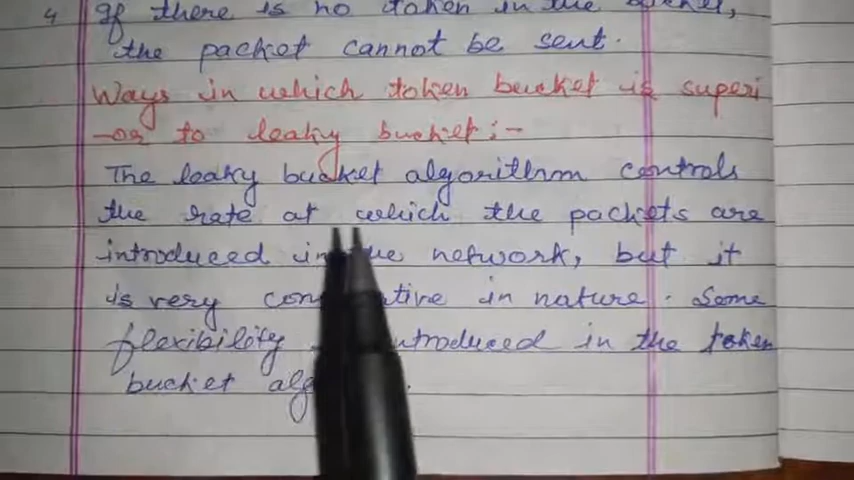 4 If there is no token in the bucket,
the packet cannot be sent.
Ways in which token bucket is superi
-or to leaky bucket :-
The leaky bucket algorithm controls
the rate at which the packets are
introduced in the network, but it
is very in nature. Some
flexibility introduced in the token
bucket